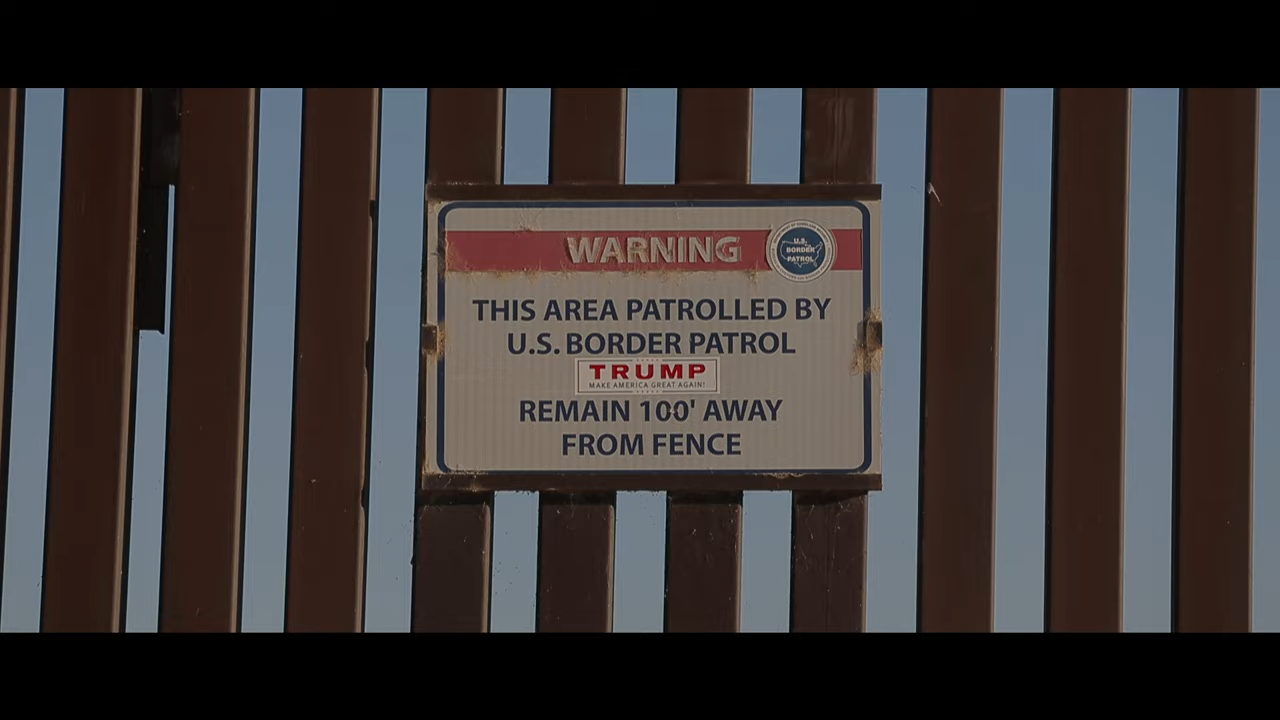 WARNING
U.S.
BORDER
PATROL
THIS AREA PATROLLED BY
U.S. BORDER PATROL
TRUMP
MAKE AMERICA GREAT AGAIN!
REMAIN 100' AWAY
FROM FENCE